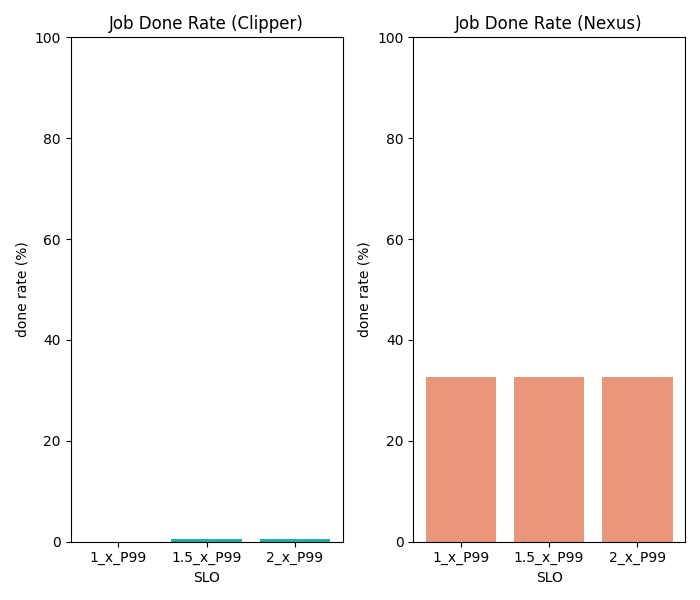 Job Done Rate (Clipper)
100
80
60
40
20
0
done rate (%)
1_x_P99
1.5_x_P99
2_x_P99
SLO
Job Done Rate (Nexus)
100
80
60
40
20
0
done rate (%)
1_x_P99
1.5_x_P99
2_x_P99
SLO